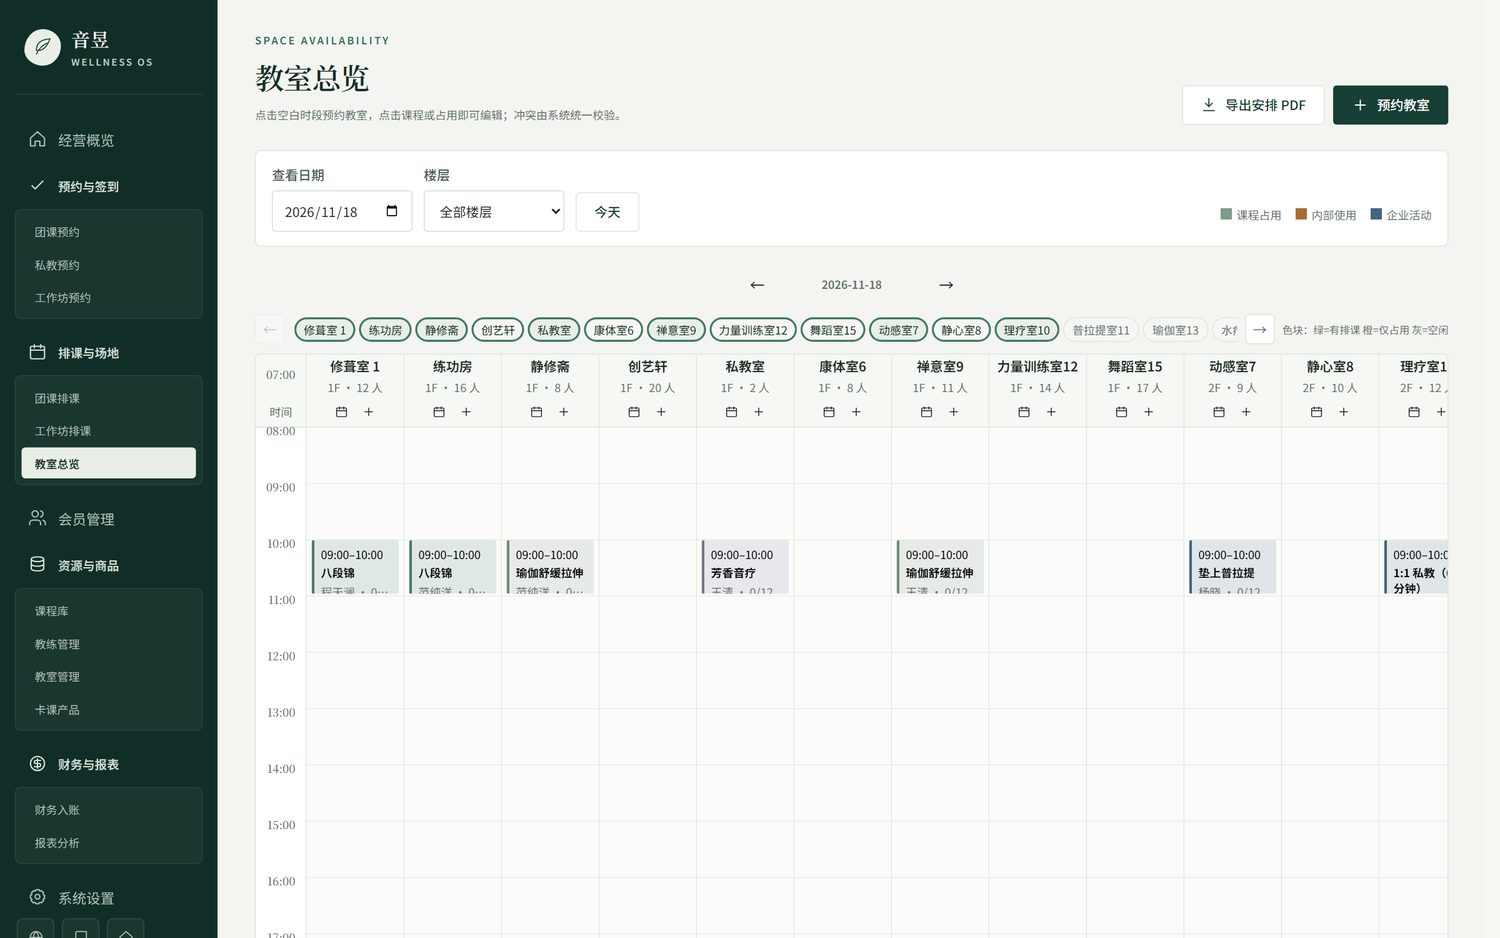 音昱
WELLNESS OS
经营概览
预约与签到
团课预约
私教预约
工作坊预约
排课与场地
团课排课
工作坊排课
教室总览
会员管理
资源与商品
课程库
教练管理
教室管理
卡课产品
财务与报表
财务入账
报表分析
系统设置
SPACE AVAILABILITY
教室总览
点击空白时段预约教室，点击课程或占用即可编辑；冲突由系统统一校验。
导出安排 PDF
预约教室
查看日期
楼层
2026/11/18
全部楼层
今天
课程占用 内部使用 企业活动
← 2026-11-18 →
← 修葺室 1 练功房 静修斋 创艺轩 私教室 康体室6 禅意室9 力量训练室12 舞蹈室15 动感室7 静心室8 理疗室10 普拉提室11 瑜伽室13 → 色块：绿=有排课 橙=仅占用 灰=空闲
07:00 修葺室 1 练功房 静修斋 创艺轩 私教室 康体室6 禅意室9 力量训练室12 舞蹈室15 动感室7 静心室8 理疗室1
1F · 12 人 1F · 16 人 1F · 8 人 1F · 20 人 1F · 2 人 1F · 8 人 1F · 11 人 1F · 14 人 1F · 17 人 2F · 9 人 2F · 10 人 2F · 12
时间 + + + + + + + + + + + +
08:00
09:00
10:00
09:00–10:00 09:00–10:00 09:00–10:00 09:00–10:00 09:00–10:00 09:00–10:00 09:00–10:0
八段锦 八段锦 瑜伽舒缓拉伸 芳香音疗 瑜伽舒缓拉伸 垫上普拉提 1:1 私教（
分钟）
11:00
12:00
13:00
14:00
15:00
16:00
17:00